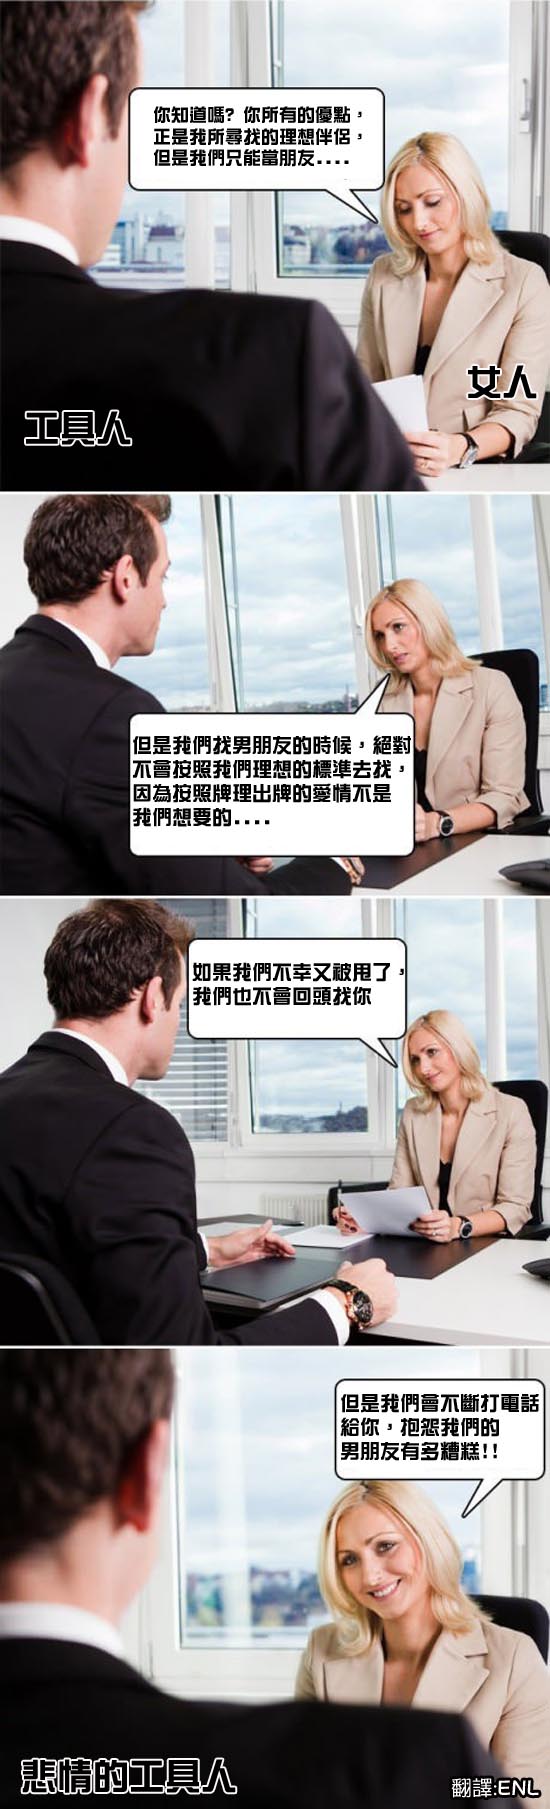 你知道嗎? 你所有的優點，
正是我所尋找的理想伴侶，
但是我們只能當朋友....
女人
工具人
但是我們找男朋友的時候，絕對
不會按照我們理想的標準去找，
因為按照牌理出牌的愛情不是
我們想要的....
如果我們不幸又被甩了，
我們也不會回頭找你
但是我們會不斷打電話
給你，抱怨我們的
男朋友有多糟糕!!
悲情的工具人
翻譯:ENL